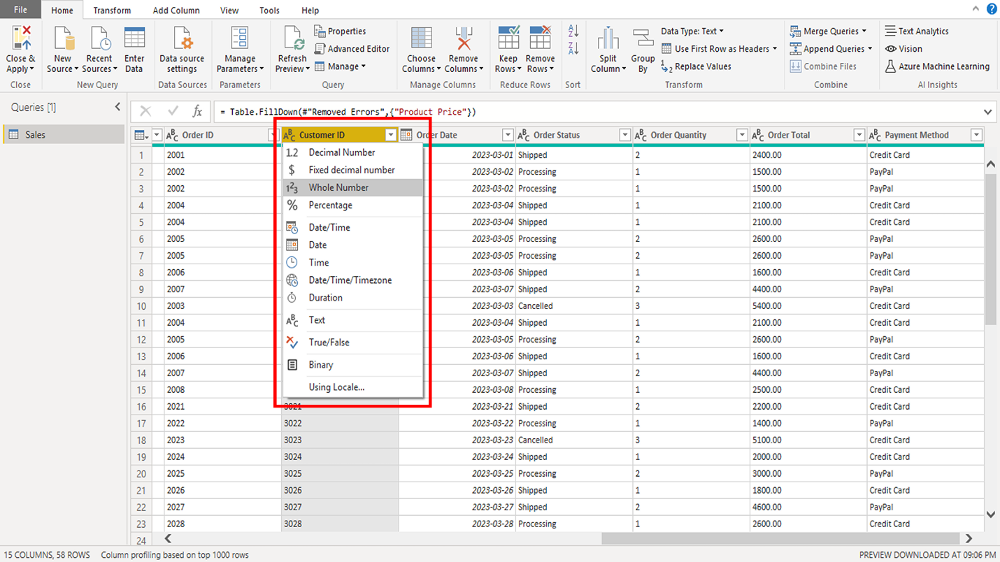 File Home Transform Add Column View Tools Help
Close & Apply
New Source
Recent Sources
Enter Data
Data source settings
Manage Parameters
Refresh Preview
Properties
Advanced Editor
Manage
Choose Columns
Remove Columns
Keep Rows
Remove Rows
Split Column
Group By
Data Type: Text
Use First Row as Headers
1 2 Replace Values
Merge Queries
Append Queries
Combine Files
Text Analytics
Vision
Azure Machine Learning
Close New Query Data Sources Parameters Query Manage Columns Reduce Rows Sort Transform Combine AI Insights
Queries [1]
Sales
fx = Table.FillDown(#"Removed Errors",{"Product Price"})
ABC Order ID ABC Customer ID Order Date ABC Order Status ABC Order Quantity ABC Order Total ABC Payment Method
1.2 Decimal Number
$ Fixed decimal number
123 Whole Number
% Percentage
Date/Time
Date
Time
Date/Time/Timezone
Duration
ABC Text
True/False
Binary
Using Locale...
1 2001 2023-03-01 Shipped 2 2400.00 Credit Card
2 2002 2023-03-02 Processing 1 1500.00 PayPal
3 2002 2023-03-02 Processing 1 1500.00 PayPal
4 2004 2023-03-04 Shipped 1 2100.00 Credit Card
5 2004 2023-03-04 Shipped 1 2100.00 Credit Card
6 2005 2023-03-05 Processing 2 2600.00 PayPal
7 2005 2023-03-05 Processing 2 2600.00 PayPal
8 2006 2023-03-06 Shipped 1 1600.00 Credit Card
9 2007 2023-03-07 Shipped 2 4400.00 PayPal
10 2003 2023-03-03 Cancelled 3 5400.00 Credit Card
11 2004 2023-03-04 Shipped 1 2100.00 Credit Card
12 2005 2023-03-05 Processing 2 2600.00 PayPal
13 2006 2023-03-06 Shipped 1 1600.00 Credit Card
14 2007 2023-03-07 Shipped 2 4400.00 PayPal
15 2008 2023-03-08 Processing 1 2500.00 Credit Card
16 2021 3021 2023-03-21 Shipped 2 2200.00 Credit Card
17 2022 3022 2023-03-22 Processing 1 1400.00 PayPal
18 2023 3023 2023-03-23 Cancelled 3 5100.00 Credit Card
19 2024 3024 2023-03-24 Shipped 1 2000.00 Credit Card
20 2025 3025 2023-03-25 Processing 2 3000.00 PayPal
21 2026 3026 2023-03-26 Shipped 1 1800.00 Credit Card
22 2027 3027 2023-03-27 Shipped 2 4600.00 PayPal
23 2028 3028 2023-03-28 Processing 1 2600.00 Credit Card
24
15 COLUMNS, 58 ROWS Column profiling based on top 1000 rows PREVIEW DOWNLOADED AT 09:06 PM